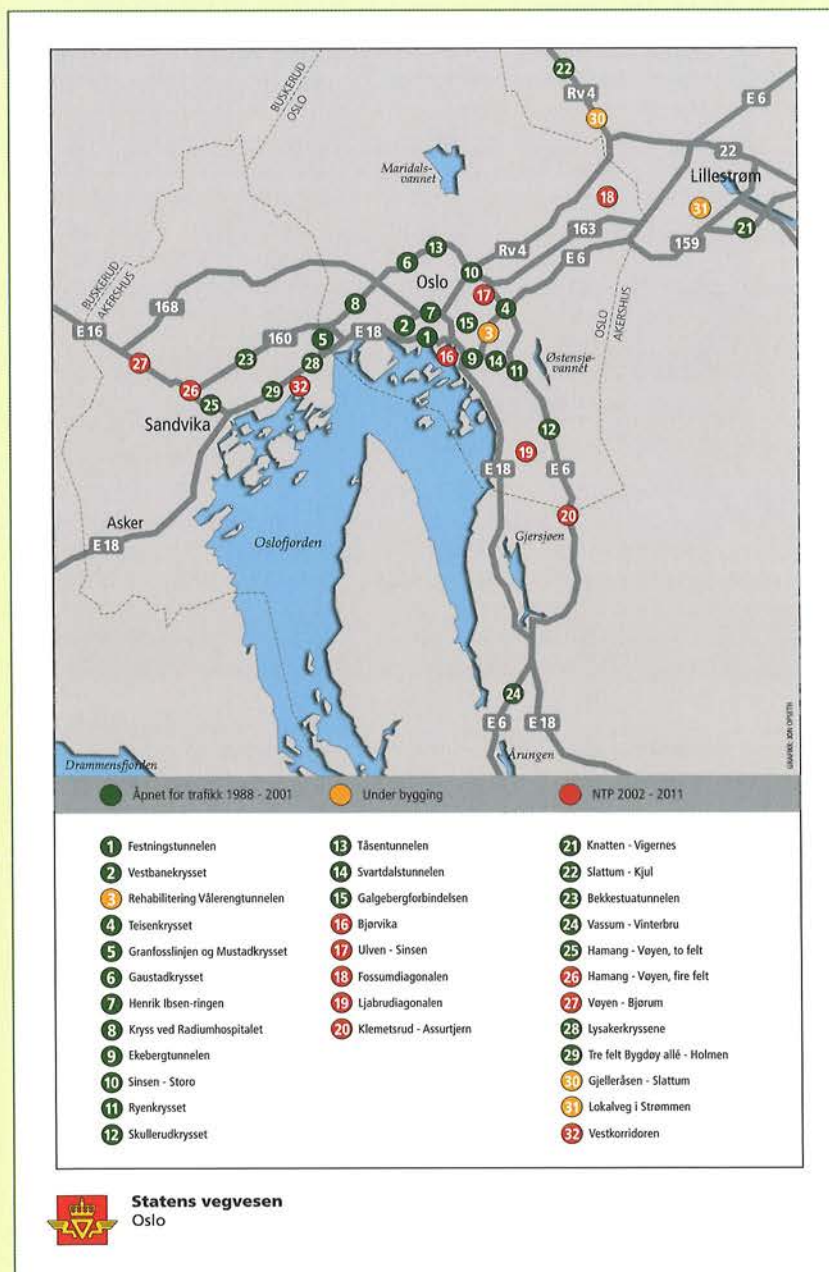 BUSKERUD
OSLO
22
Rv 4
30
E 6
22
Maridals-
vannet
Lillestrøm
18
31
163
21
159
13
6
Rv 4
E 6
10
Oslo
17
BUSKERUD
AKERSHUS
168
8
7
4
OSLO
AKERSHUS
15
2
3
E 16
160
E 18
5
1
Østensjø-
vannet
27
23
28
16
9
14
11
26
29
32
25
Sandvika
12
19
E 18
E 6
20
Asker
E 18
Oslofjorden
Gjersjøen
24
E 6
E 18
Årungen
Drammensfjorden
GRAFIKK: JON OPSETH
Åpnet for trafikk 1988 - 2001
Under bygging
NTP 2002 - 2011
1 Festningstunnelen
2 Vestbanekrysset
3 Rehabilitering Vålerengtunnelen
4 Teisenkrysset
5 Granfosslinjen og Mustadkrysset
6 Gaustadkrysset
7 Henrik Ibsen-ringen
8 Kryss ved Radiumhospitalet
9 Ekebergtunnelen
10 Sinsen - Storo
11 Ryenkrysset
12 Skullerudkrysset
13 Tåsentunnelen
14 Svartdalstunnelen
15 Galgebergforbindelsen
16 Bjørvika
17 Ulven - Sinsen
18 Fossumdiagonalen
19 Ljabrudiagonalen
20 Klemetsrud - Assurtjern
21 Knatten - Vigernes
22 Slattum - Kjul
23 Bekkestuatunnelen
24 Vassum - Vinterbru
25 Hamang - Vøyen, to felt
26 Hamang - Vøyen, fire felt
27 Vøyen - Bjørum
28 Lysakerkryssene
29 Tre felt Bygdøy allé - Holmen
30 Gjelleråsen - Slattum
31 Lokalveg i Strømmen
32 Vestkorridoren
Statens vegvesen
Oslo